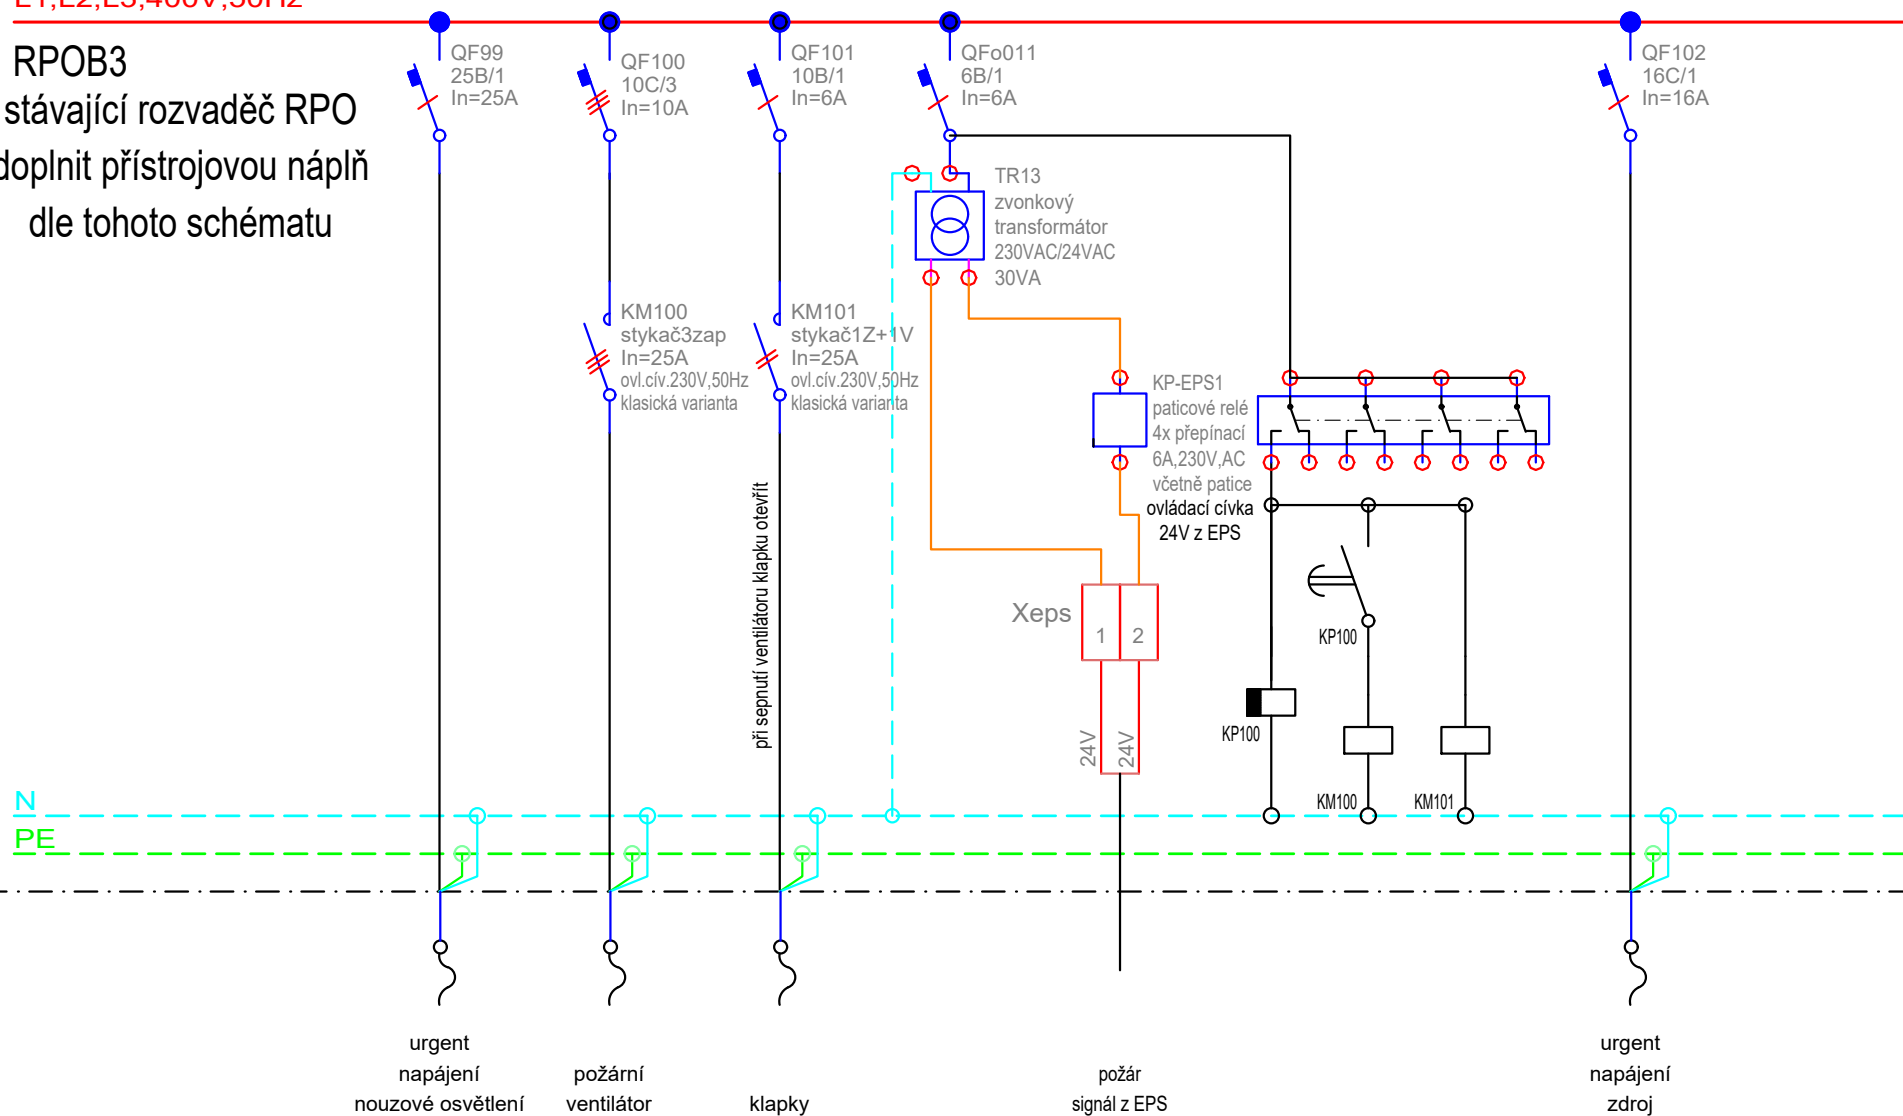 L1,L2,L3,400V,50Hz
RPOB3
stávající rozvaděč RPO
doplnit přístrojovou náplň
dle tohoto schématu
QF99
25B/1
In=25A
QF100
10C/3
In=10A
QF101
10B/1
In=6A
QFo011
6B/1
In=6A
QF102
16C/1
In=16A
TR13
zvonkový
transformátor
230VAC/24VAC
30VA
KM100
stykač3zap
In=25A
ovl.cív.230V,50Hz
klasická varianta
KM101
stykač1Z+1V
In=25A
ovl.cív.230V,50Hz
klasická varianta
KP-EPS1
paticové relé
4x přepínací
6A,230V,AC
včetně patice
ovládací cívka
24V z EPS
při sepnutí ventilátoru klapku otevřít
Xeps
1
2
24V
24V
KP100
KP100
KM100
KM101
N
PE
urgent
napájení
nouzové osvětlení
požární
ventilátor
klapky
požár
signál z EPS
urgent
napájení
zdroj